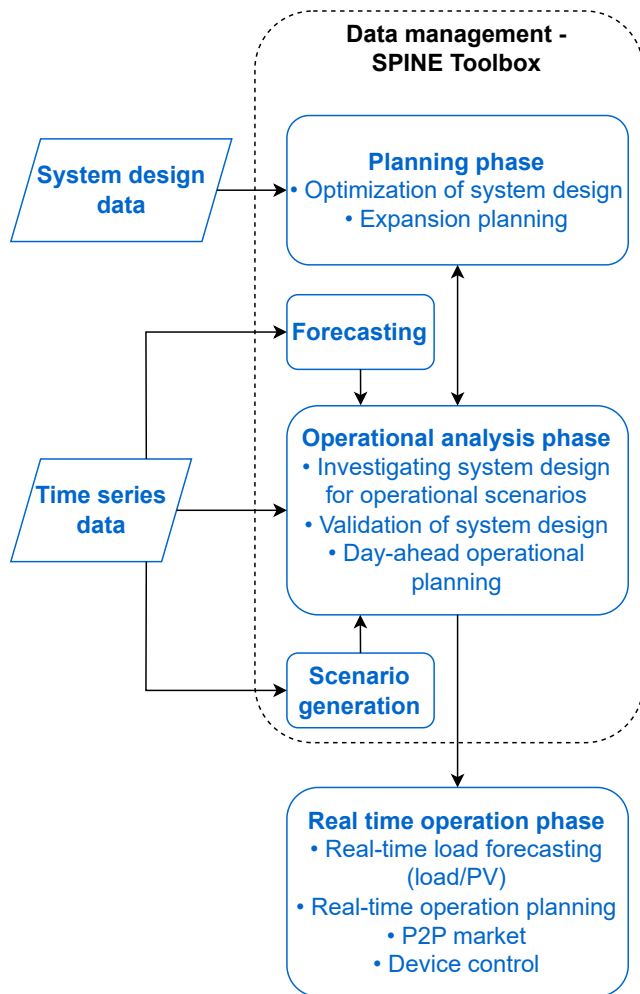 Data management -
SPINE Toolbox
System design
data
Planning phase
• Optimization of system design
• Expansion planning
Forecasting
Time series
data
Operational analysis phase
• Investigating system design
for operational scenarios
• Validation of system design
• Day-ahead operational
planning
Scenario
generation
Real time operation phase
• Real-time load forecasting
(load/PV)
• Real-time operation planning
• P2P market
• Device control